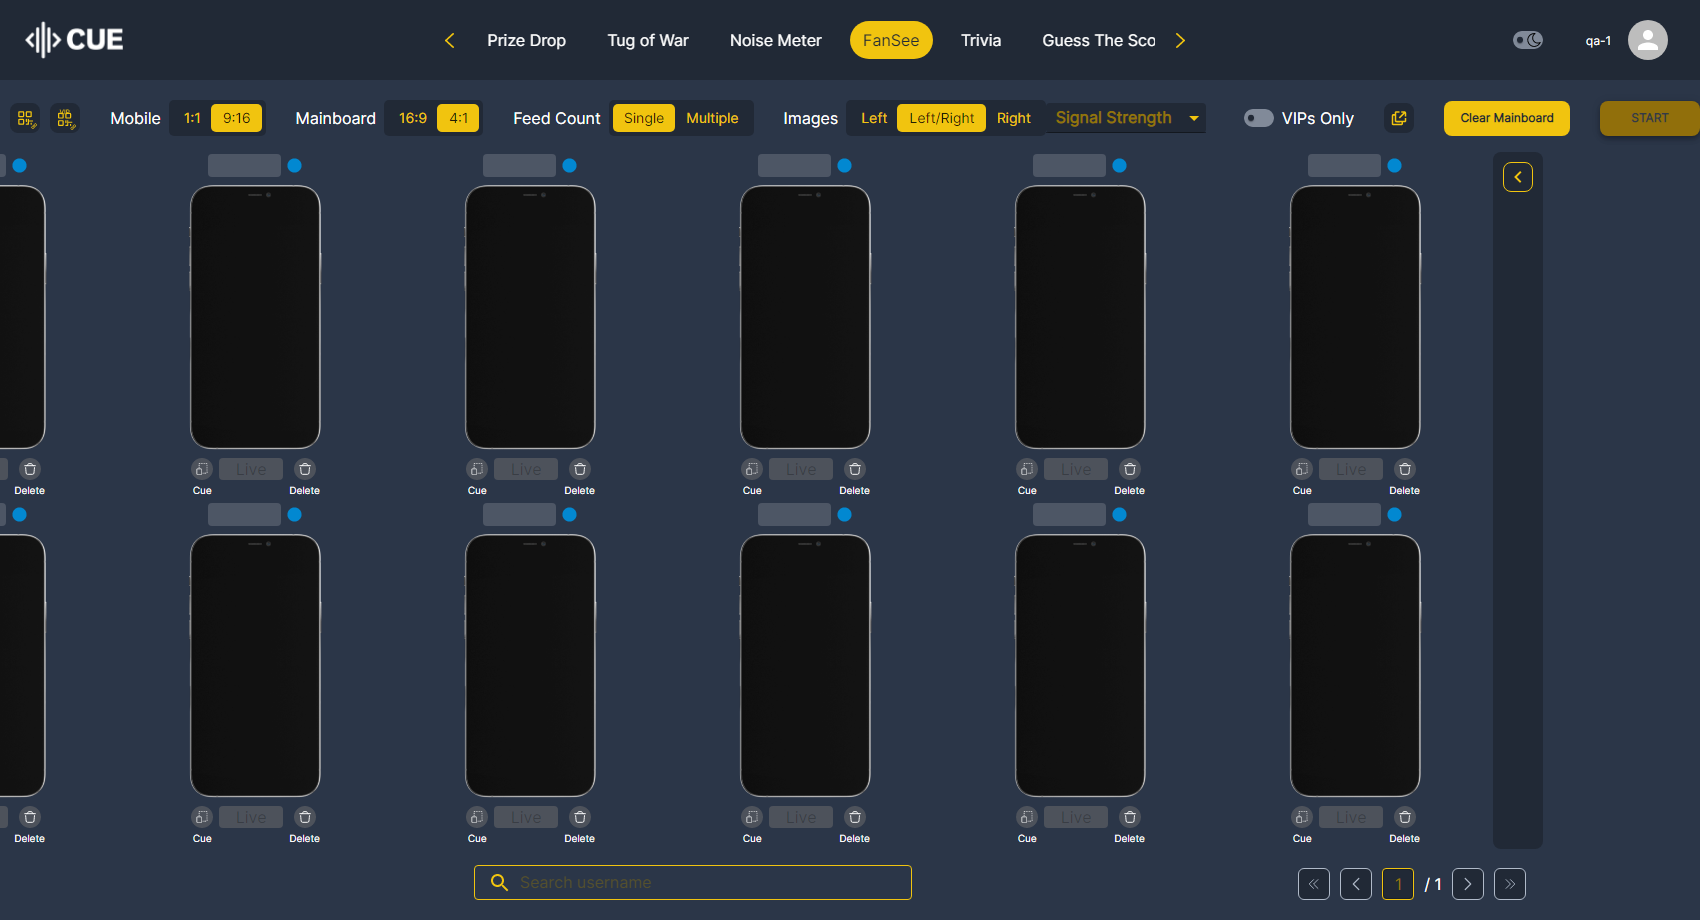 CUE
Prize Drop Tug of War Noise Meter FanSee Trivia Guess The Sco
qa-1
Mobile 1:1 9:16 Mainboard 16:9 4:1 Feed Count Single Multiple Images Left Left/Right Right Signal Strength VIPs Only Clear Mainboard START
Live Live Live Live Live
Delete Cue Delete Cue Delete Cue Delete Cue Delete Cue Delete
Live Live Live Live Live
Delete Cue Delete Cue Delete Cue Delete Cue Delete Cue Delete
Search username
1 / 1